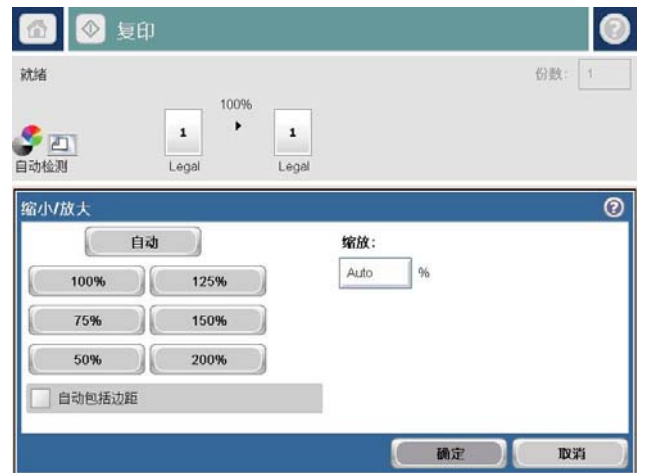 复印
就绪
份数: 1
100%
1 1
自动检测 Legal Legal
缩小/放大
自动
缩放:
Auto %
100% 125%
75% 150%
50% 200%
自动包括边距
确定 取消